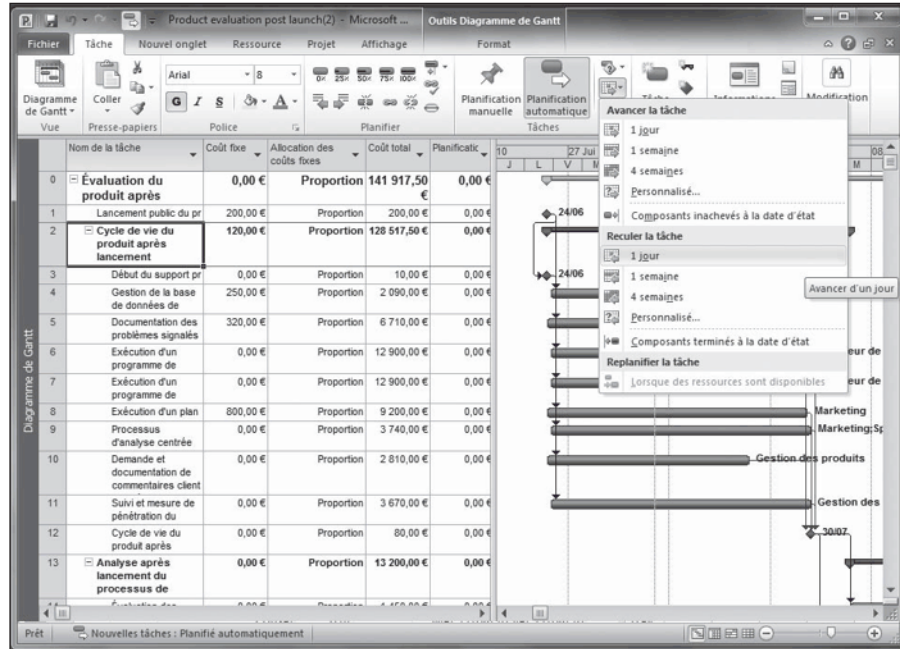 Product evaluation post launch(2) - Microsoft ...
Outils Diagramme de Gantt
Fichier Tâche Nouvel onglet Ressource Projet Affichage Format
Diagramme de Gantt
Coller
Arial 8
G I S
0% 25% 50% 75% 100%
Planification manuelle
Planification automatique
Modification
Vue Presse-papiers Police Planifier Tâches
Avancer la tâche
1 jour
1 semaine
4 semaines
Personnalisé...
Composants inachevés à la date d'état
Reculer la tâche
1 jour
1 semaine
4 semaines
Personnalisé...
Composants terminés à la date d'état
Replanifier la tâche
Lorsque des ressources sont disponibles
Avancer d'un jour
Nom de la tâche Coût fixe Allocation des coûts fixes Coût total Planificatic
10 27 Jui 08
J L V M M
0 Évaluation du produit après 0,00 € Proportion 141 917,50 € 0,00 €
1 Lancement public du pr 200,00 € Proportion 200,00 € 0,00 €
24/06
2 Cycle de vie du produit après lancement 120,00 € Proportion 128 517,50 € 0,00 €
3 Début du support pr 0,00 € Proportion 10,00 € 0,00 €
24/06
4 Gestion de la base de données de 250,00 € Proportion 2 090,00 € 0,00 €
5 Documentation des problèmes signalés 320,00 € Proportion 6 710,00 € 0,00 €
6 Exécution d'un programme de 0,00 € Proportion 12 900,00 € 0,00 €
eur de
7 Exécution d'un programme de 0,00 € Proportion 12 900,00 € 0,00 €
eur de
8 Exécution d'un plan 800,00 € Proportion 9 200,00 € 0,00 €
Marketing
9 Processus d'analyse centrée 0,00 € Proportion 3 740,00 € 0,00 €
Marketing;Sp
10 Demande et documentation de commentaires client 0,00 € Proportion 2 810,00 € 0,00 €
Gestion des produits
11 Suivi et mesure de pénétration du 0,00 € Proportion 3 670,00 € 0,00 €
Gestion des
12 Cycle de vie du produit après 0,00 € Proportion 80,00 € 0,00 €
30/07
13 Analyse après lancement du processus de 0,00 € Proportion 13 200,00 € 0,00 €
Diagramme de Gantt
Prêt Nouvelles tâches : Planifié automatiquement